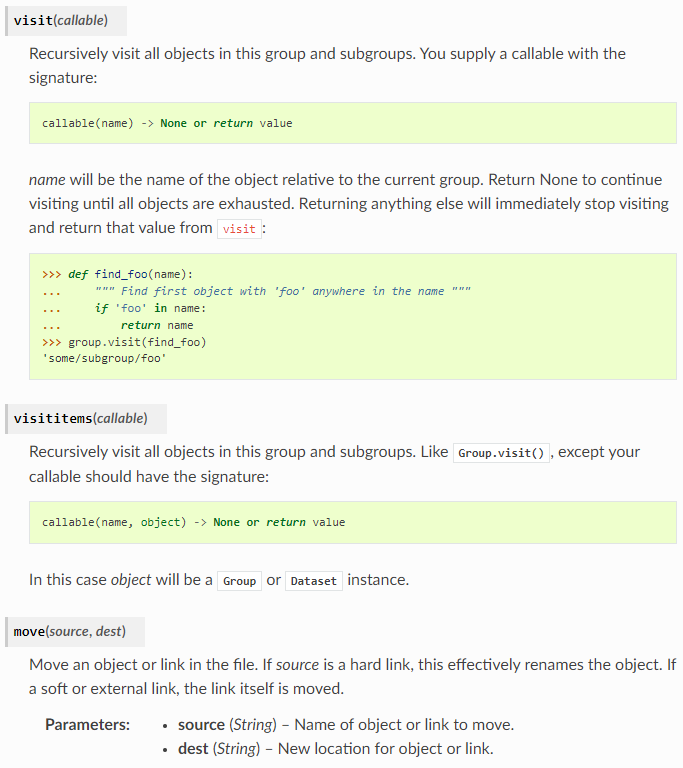 visit(callable)
Recursively visit all objects in this group and subgroups. You supply a callable with the
signature:
callable(name) -> None or return value
name will be the name of the object relative to the current group. Return None to continue
visiting until all objects are exhausted. Returning anything else will immediately stop visiting
and return that value from visit:
>>> def find_foo(name):
...     """ Find first object with 'foo' anywhere in the name """
...     if 'foo' in name:
...         return name
>>> group.visit(find_foo)
'some/subgroup/foo'
visititems(callable)
Recursively visit all objects in this group and subgroups. Like Group.visit(), except your
callable should have the signature:
callable(name, object) -> None or return value
In this case object will be a Group or Dataset instance.
move(source, dest)
Move an object or link in the file. If source is a hard link, this effectively renames the object. If
a soft or external link, the link itself is moved.
Parameters: • source (String) – Name of object or link to move.
• dest (String) – New location for object or link.